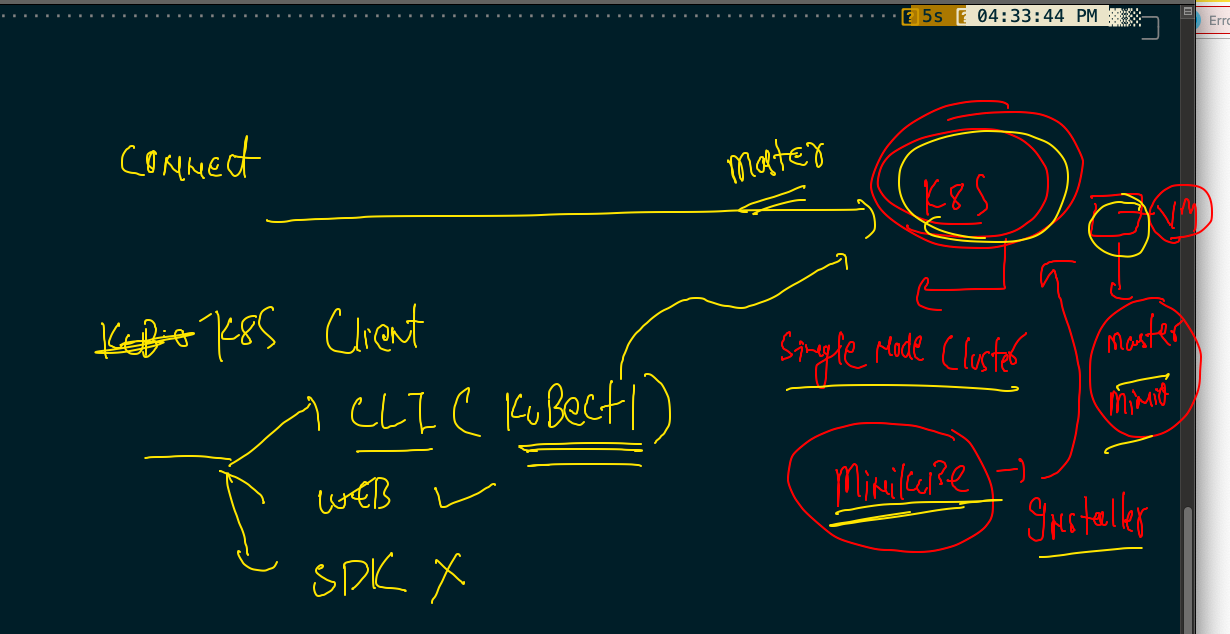 5s 04:33:44 PM
Erro
connect
master
K8S
VM
K8S Client
Single Node Cluster
master
minio
CLI ( kuBectl )
MinikuBe
WEB
Installer
SDK X